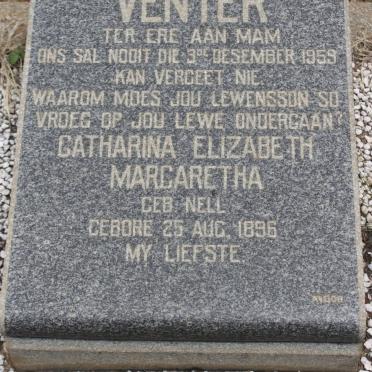 VENTER
TER ERE AAN MAM
ONS SAL NOOIT DIE 3DE DESEMBER 1959
KAN VERGEET NIE
WAAROM MOES JOU LEWENSSON SO
VROEG OP JOU LEWE ONDERGAAN?
CATHARINA ELIZABETH
MARGARETHA
GEB NELL
GEBORE 25 AUG. 1896
MY LIEFSTE